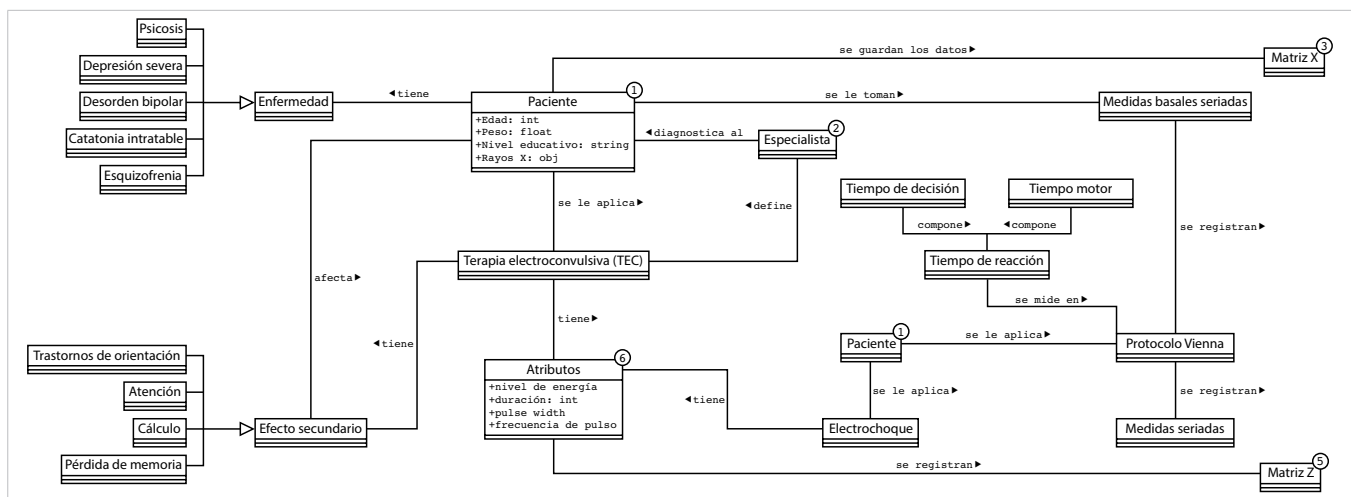 Psicosis
Depresión severa
Desorden bipolar
Catatonia intratable
Esquizofrenia
Enfermedad
◀tiene
se guardan los datos▶
Matriz X
3
Paciente
1
+Edad: int
+Peso: float
+Nivel educativo: string
+Rayos X: obj
se le toman▶
Medidas basales seriadas
◀diagnostica al
Especialista
2
se le aplica▶
◀define
Tiempo de decisión
Tiempo motor
compone▶
◀compone
se registran▶
Tiempo de reacción
Terapia electroconvulsiva (TEC)
afecta▶
se mide en▶
tiene▶
◀tiene
Paciente
1
se le aplica▶
Protocolo Vienna
Trastornos de orientación
Atención
Cálculo
Pérdida de memoria
Efecto secundario
Atributos
6
+nivel de energía
+duración: int
+pulse width
+frecuencia de pulso
◀tiene
se le aplica▶
se registran▶
Electrochoque
Medidas seriadas
se registran▶
Matriz Z
5